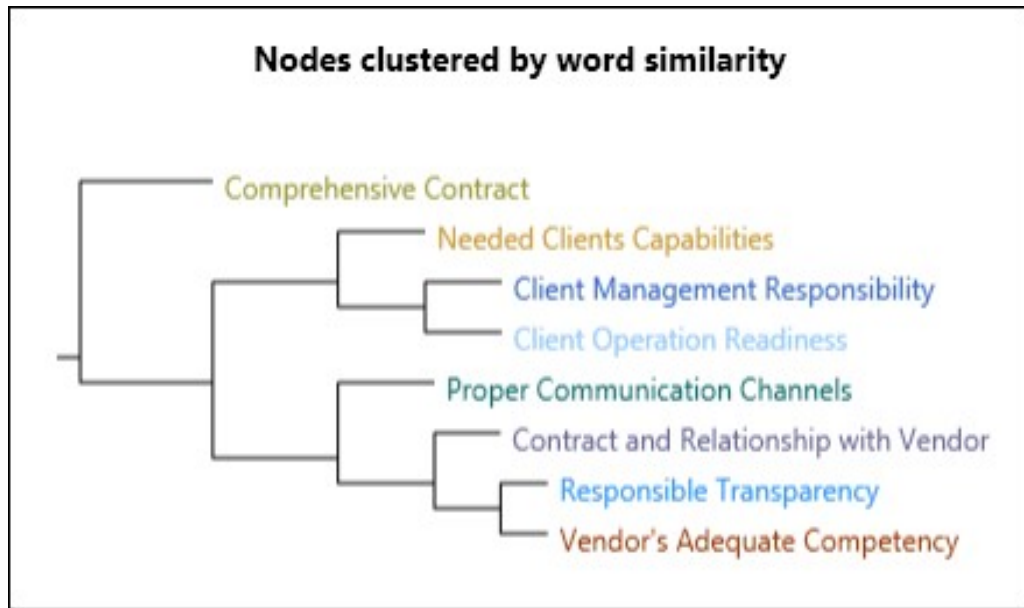 Nodes clustered by word similarity
Comprehensive Contract
Needed Clients Capabilities
Client Management Responsibility
Client Operation Readiness
Proper Communication Channels
Contract and Relationship with Vendor
Responsible Transparency
Vendor's Adequate Competency